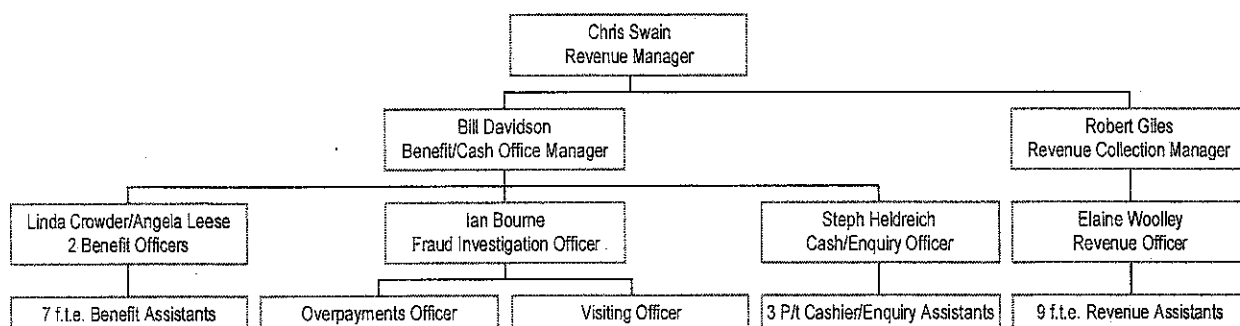 Chris Swain
Revenue Manager
Bill Davidson
Benefit/Cash Office Manager
Robert Giles
Revenue Collection Manager
Linda Crowder/Angela Leese
2 Benefit Officers
Ian Bourne
Fraud Investigation Officer
Steph Heldreich
Cash/Enquiry Officer
Elaine Woolley
Revenue Officer
7 f.t.e. Benefit Assistants
Overpayments Officer
Visiting Officer
3 P/t Cashier/Enquiry Assistants
9 f.t.e. Revenue Assistants